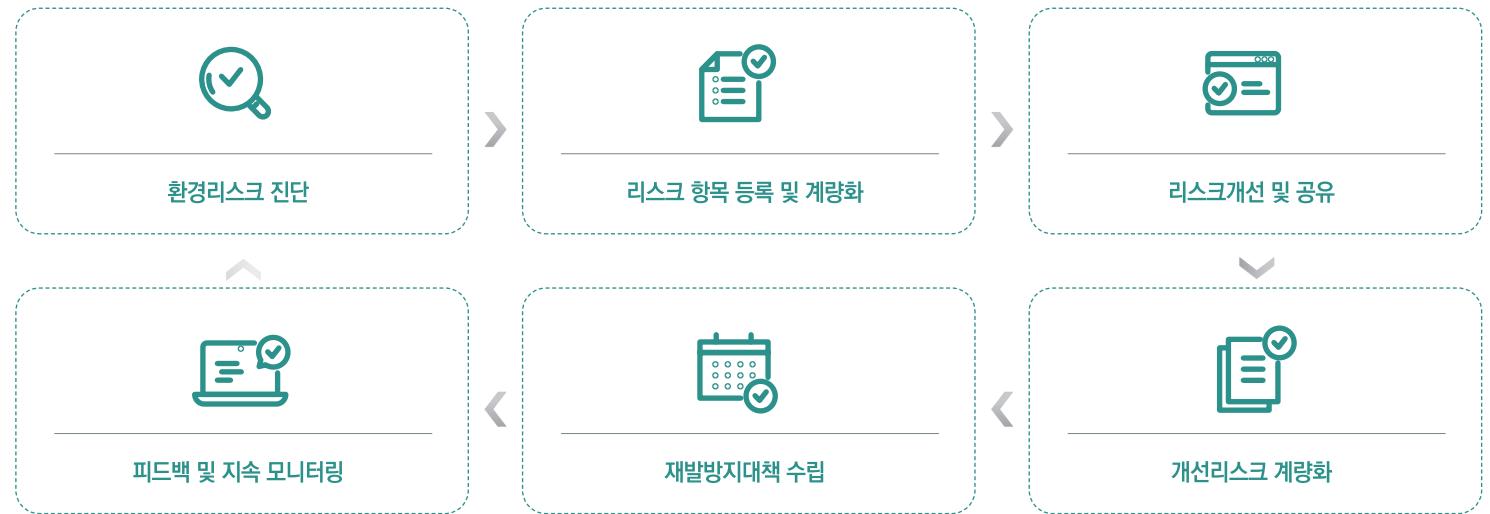 환경리스크 진단
리스크 항목 등록 및 계량화
리스크개선 및 공유
개선리스크 계량화
재발방지대책 수립
피드백 및 지속 모니터링